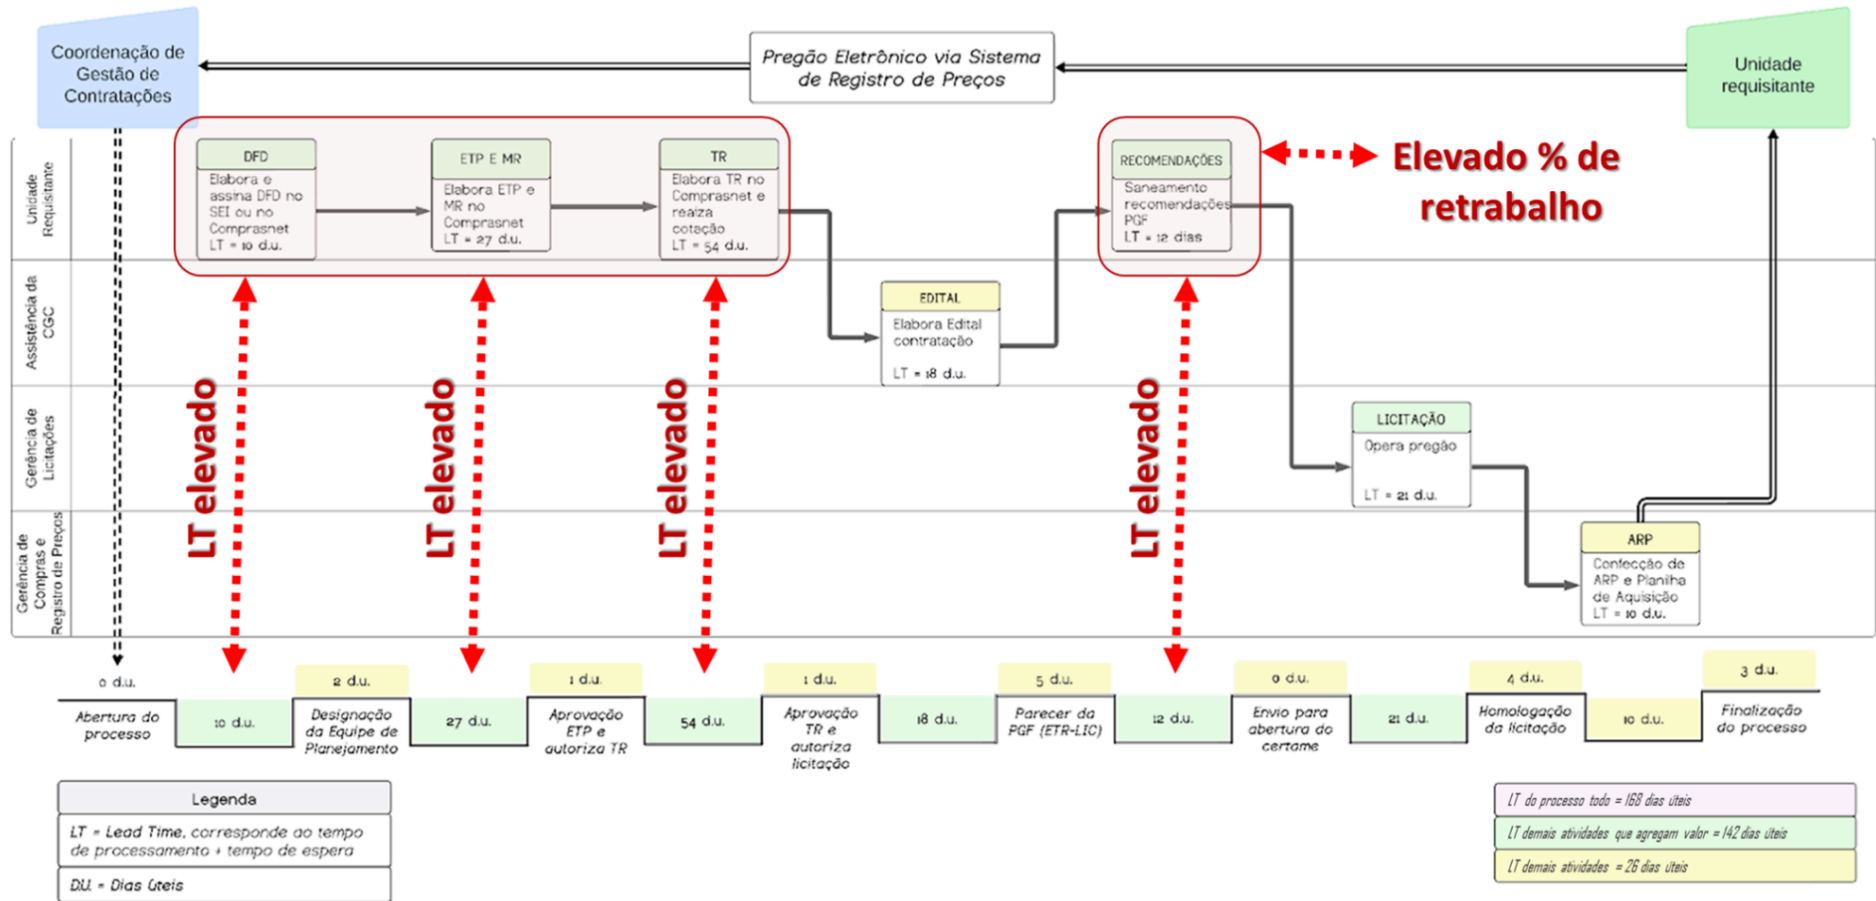 Coordenação de
Gestão de
Contratações
Pregão Eletrônico via Sistema
de Registro de Preços
Unidade
requisitante
Unidade
Requisitante
DFD
Elabora e
assina DFD no
SEI ou no
Comprasnet
LT = 10 d.u.
ETP E MR
Elabora ETP e
MR no
Comprasnet
LT = 27 d.u.
TR
Elabora TR no
Comprasnet e
reaiza
cotação
LT = 54 d.u.
RECOMENDAÇÕES
Saneamento
recomendações
PGF
LT = 12 dias
Elevado % de
retrabalho
Assistência da
CGC
EDITAL
Elabora Edital
contratação
LT = 18 d.u.
Gerência de
Licitações
LICITAÇÃO
Opera pregão
LT = 21 d.u.
Gerência de
Compras e
Registro de Preços
ARP
Confecção de
ARP e Planilha
de Aquisição
LT = 10 d.u.
LT elevado
LT elevado
LT elevado
LT elevado
0 d.u.
Abertura do
processo
10 d.u.
2 d.u.
Designação
da Equipe de
Planejamento
27 d.u.
1 d.u.
Aprovação
ETP e
autoriza TR
54 d.u.
1 d.u.
Aprovação
TR e
autoriza
licitação
18 d.u.
5 d.u.
Parecer da
PGF (ETR-LIC)
12 d.u.
0 d.u.
Envio para
abertura do
certame
21 d.u.
4 d.u.
Homologação
da licitação
10 d.u.
3 d.u.
Finalização
do processo
Legenda
LT = Lead Time, corresponde ao tempo
de processamento + tempo de espera
D.U. = Dias Úteis
LT do processo todo = 168 dias úteis
LT demais atividades que agregam valor = 142 dias úteis
LT demais atividades = 26 dias úteis